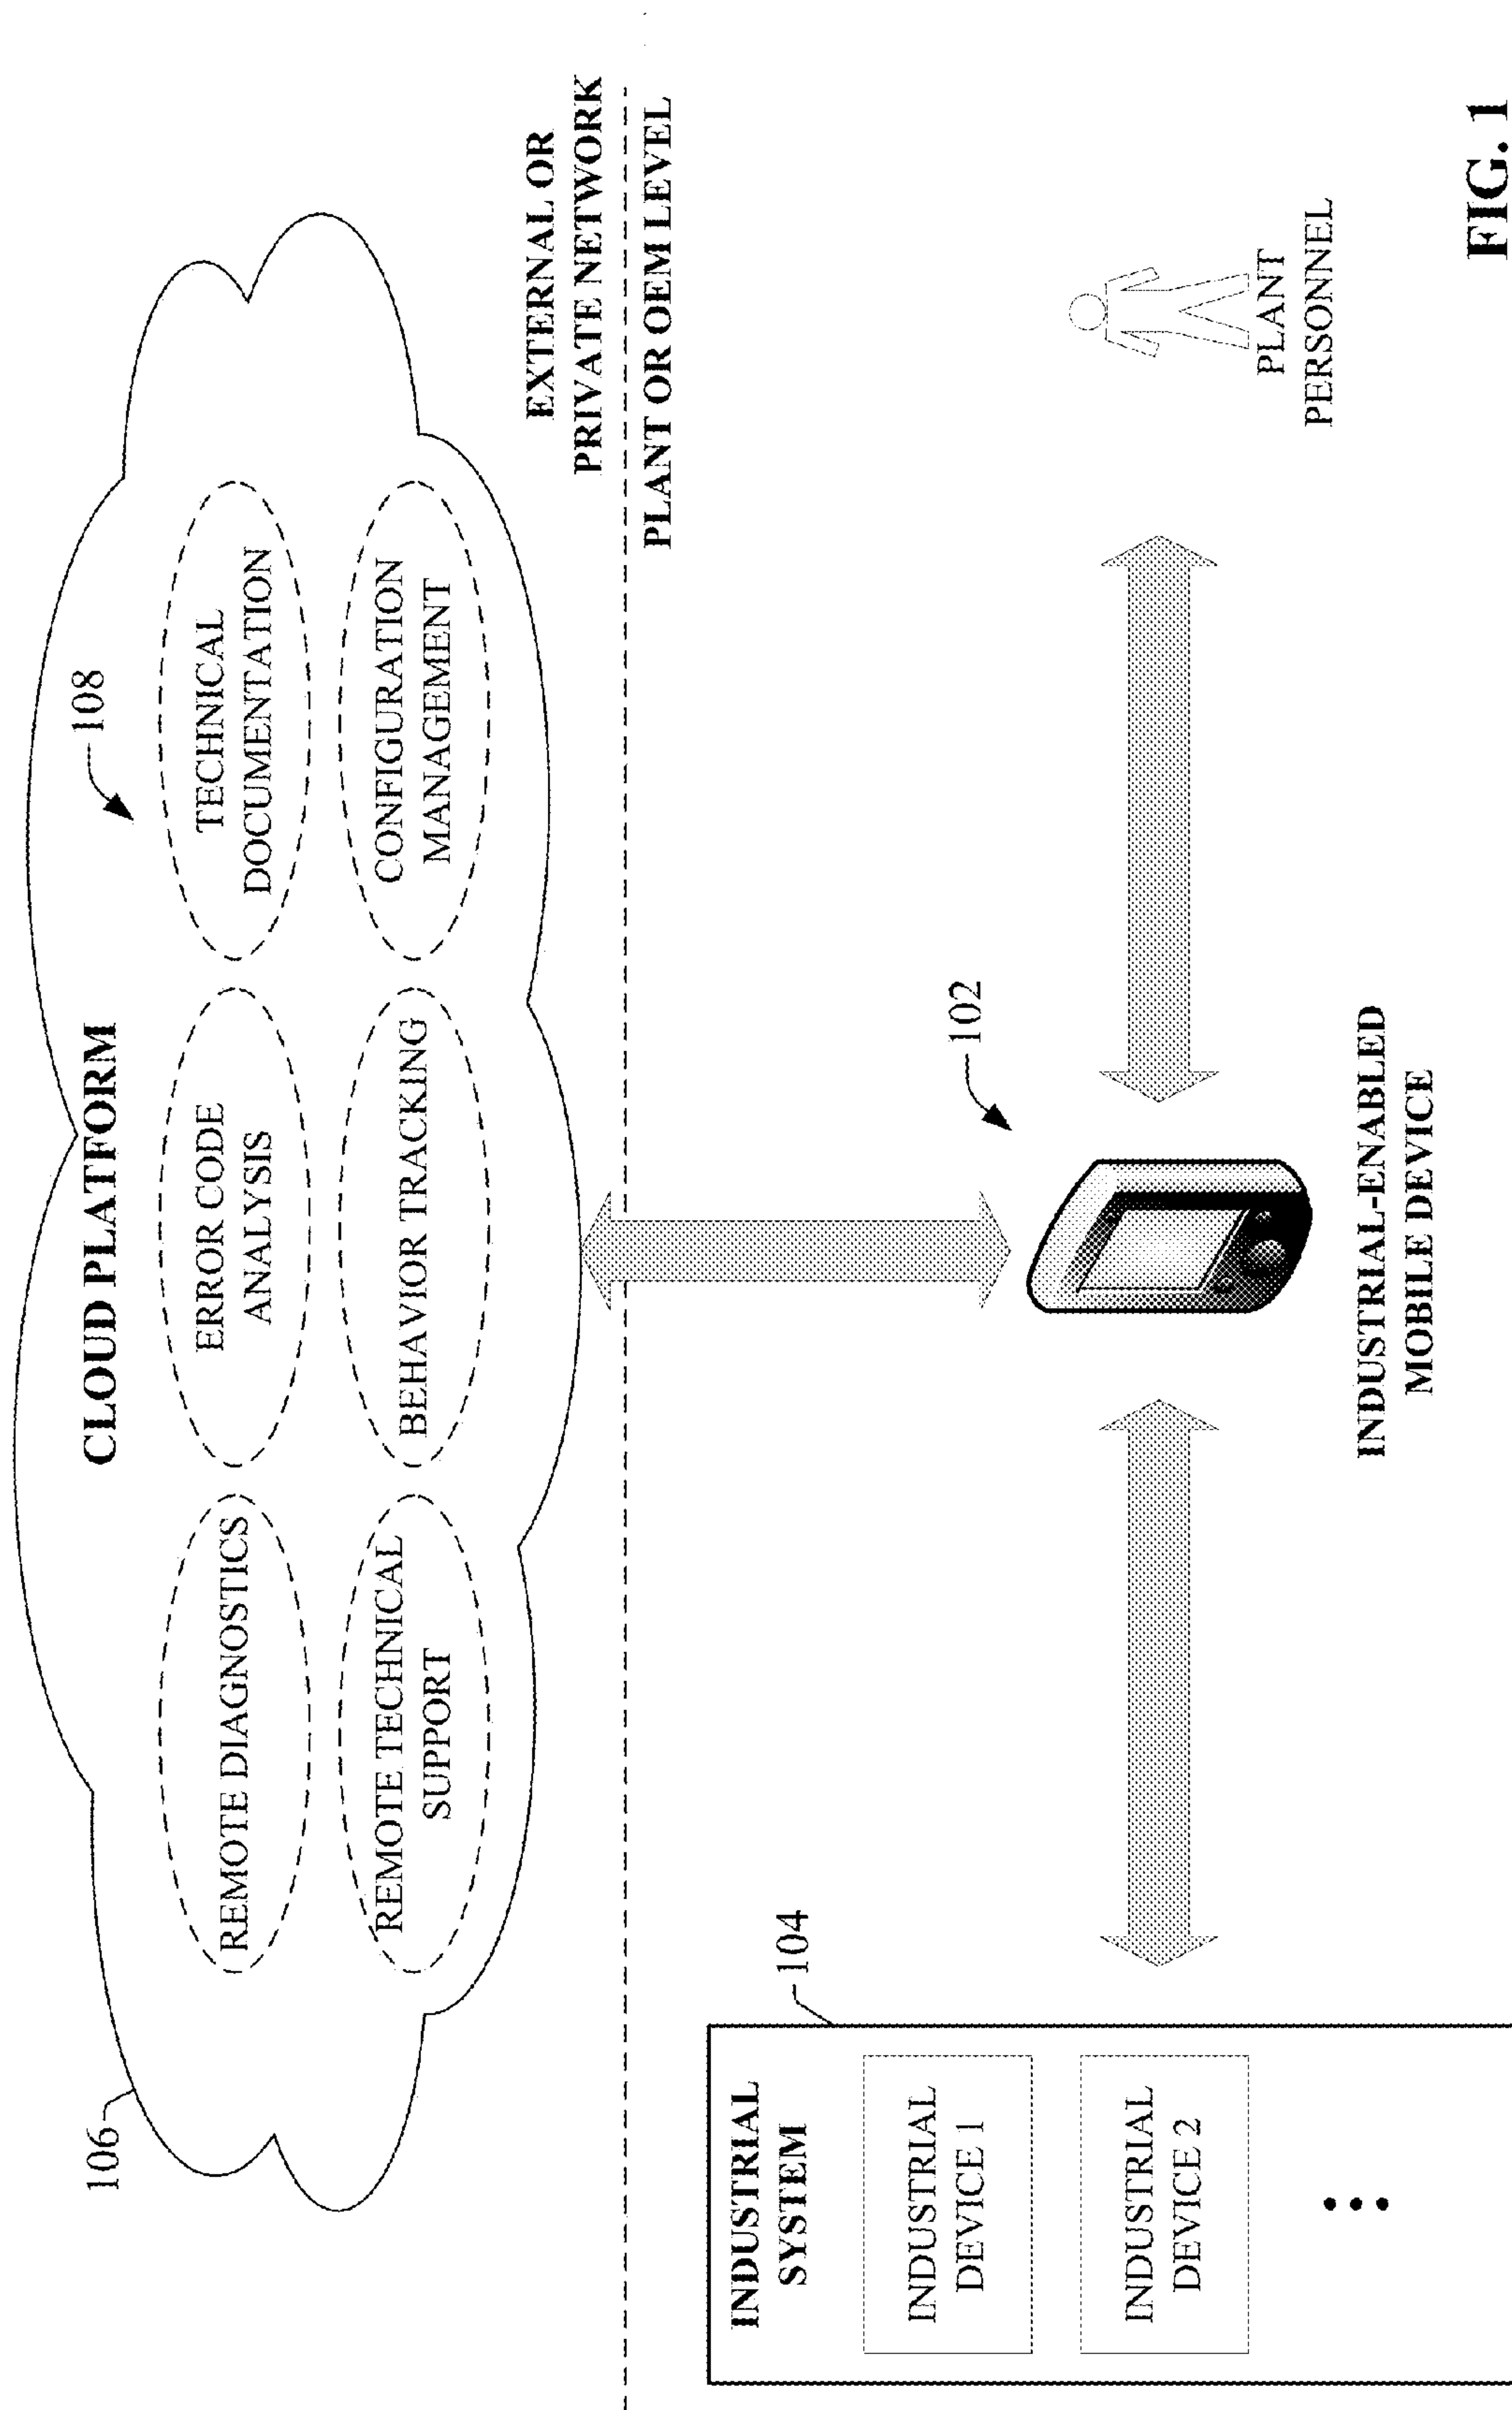 CLOUD PLATFORM
106
108
REMOTE DIAGNOSTICS
ERROR CODE
ANALYSIS
TECHNICAL
DOCUMENTATION
REMOTE TECHNICAL
SUPPORT
BEHAVIOR TRACKING
CONFIGURATION
MANAGEMENT
EXTERNAL OR
PRIVATE NETWORK
PLANT OR OEM LEVEL
INDUSTRIAL
SYSTEM
104
INDUSTRIAL
DEVICE 1
INDUSTRIAL
DEVICE 2
102
INDUSTRIAL-ENABLED
MOBILE DEVICE
PLANT
PERSONNEL
FIG. 1